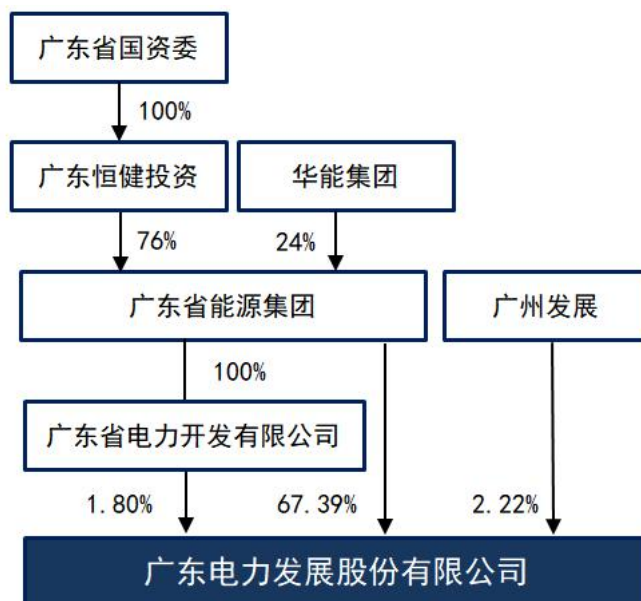 广东省国资委
100%
广东恒健投资
华能集团
76%
24%
广东省能源集团
广州发展
100%
广东省电力开发有限公司
1.80%
67.39%
2.22%
广东电力发展股份有限公司